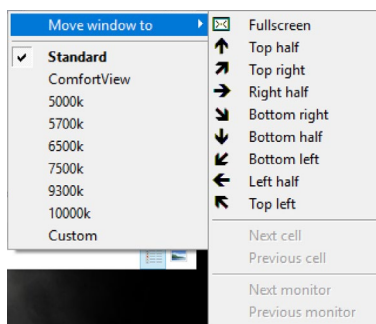 Move window to
Standard
ComfortView
5000k
5700k
6500k
7500k
9300k
10000k
Custom
Fullscreen
Top half
Top right
Right half
Bottom right
Bottom half
Bottom left
Left half
Top left
Next cell
Previous cell
Next monitor
Previous monitor